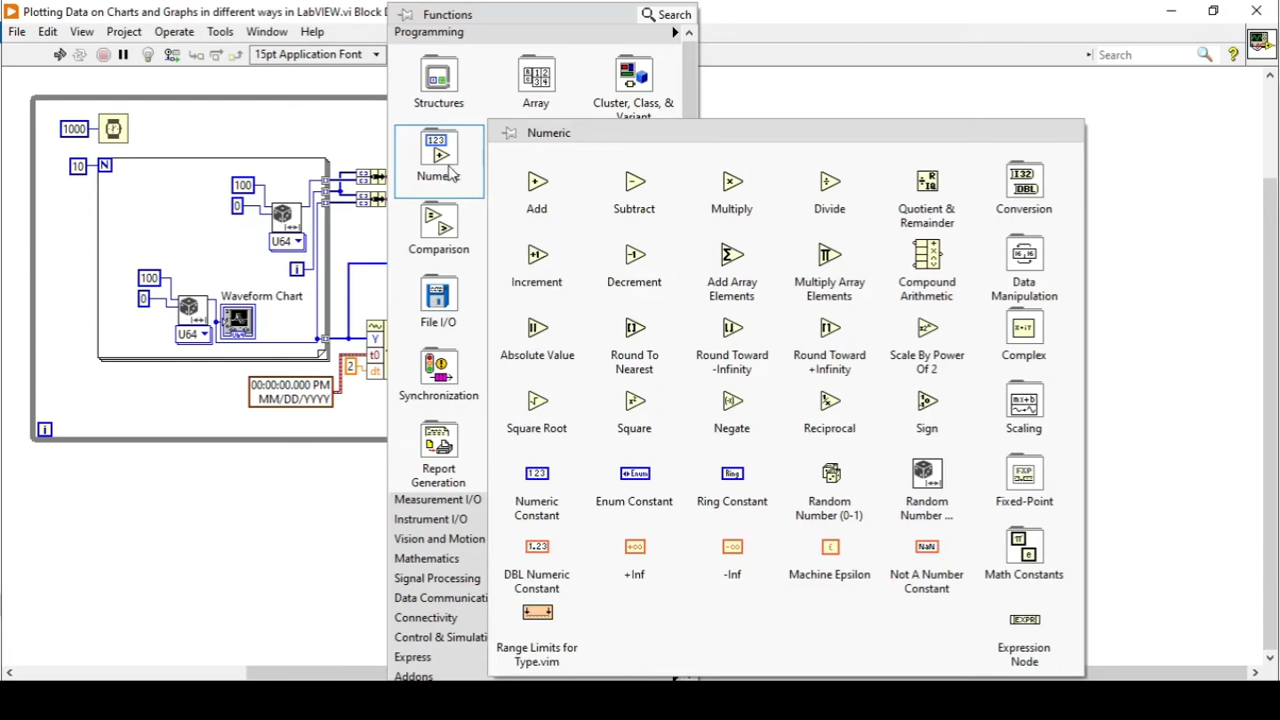 Plotting Data on Charts and Graphs in different ways in LabVIEW.vi Block D
File Edit View Project Operate Tools Window Help
15pt Application Font
Search
?
1000
10
N
100
0
U64
i
100
0
Waveform Chart
U64
Y
t0
2
dt
00:00:00.000 PM
MM/DD/YYYY
i
Functions
Search
Programming
Structures
Array
Cluster, Class, &
Variant
Numeric
Comparison
File I/O
Synchronization
Report
Generation
Measurement I/O
Instrument I/O
Vision and Motion
Mathematics
Signal Processing
Data Communicati
Connectivity
Control & Simulati
Express
Addons
Numeric
Add
Subtract
Multiply
Divide
Quotient &
Remainder
Conversion
Increment
Decrement
Add Array
Elements
Multiply Array
Elements
Compound
Arithmetic
Data
Manipulation
Absolute Value
Round To
Nearest
Round Toward
-Infinity
Round Toward
+Infinity
Scale By Power
Of 2
Complex
Square Root
Square
Negate
Reciprocal
Sign
Scaling
Numeric
Constant
Enum Constant
Ring Constant
Random
Number (0-1)
Random
Number ...
Fixed-Point
DBL Numeric
Constant
+Inf
-Inf
Machine Epsilon
Not A Number
Constant
Math Constants
Range Limits for
Type.vim
Expression
Node